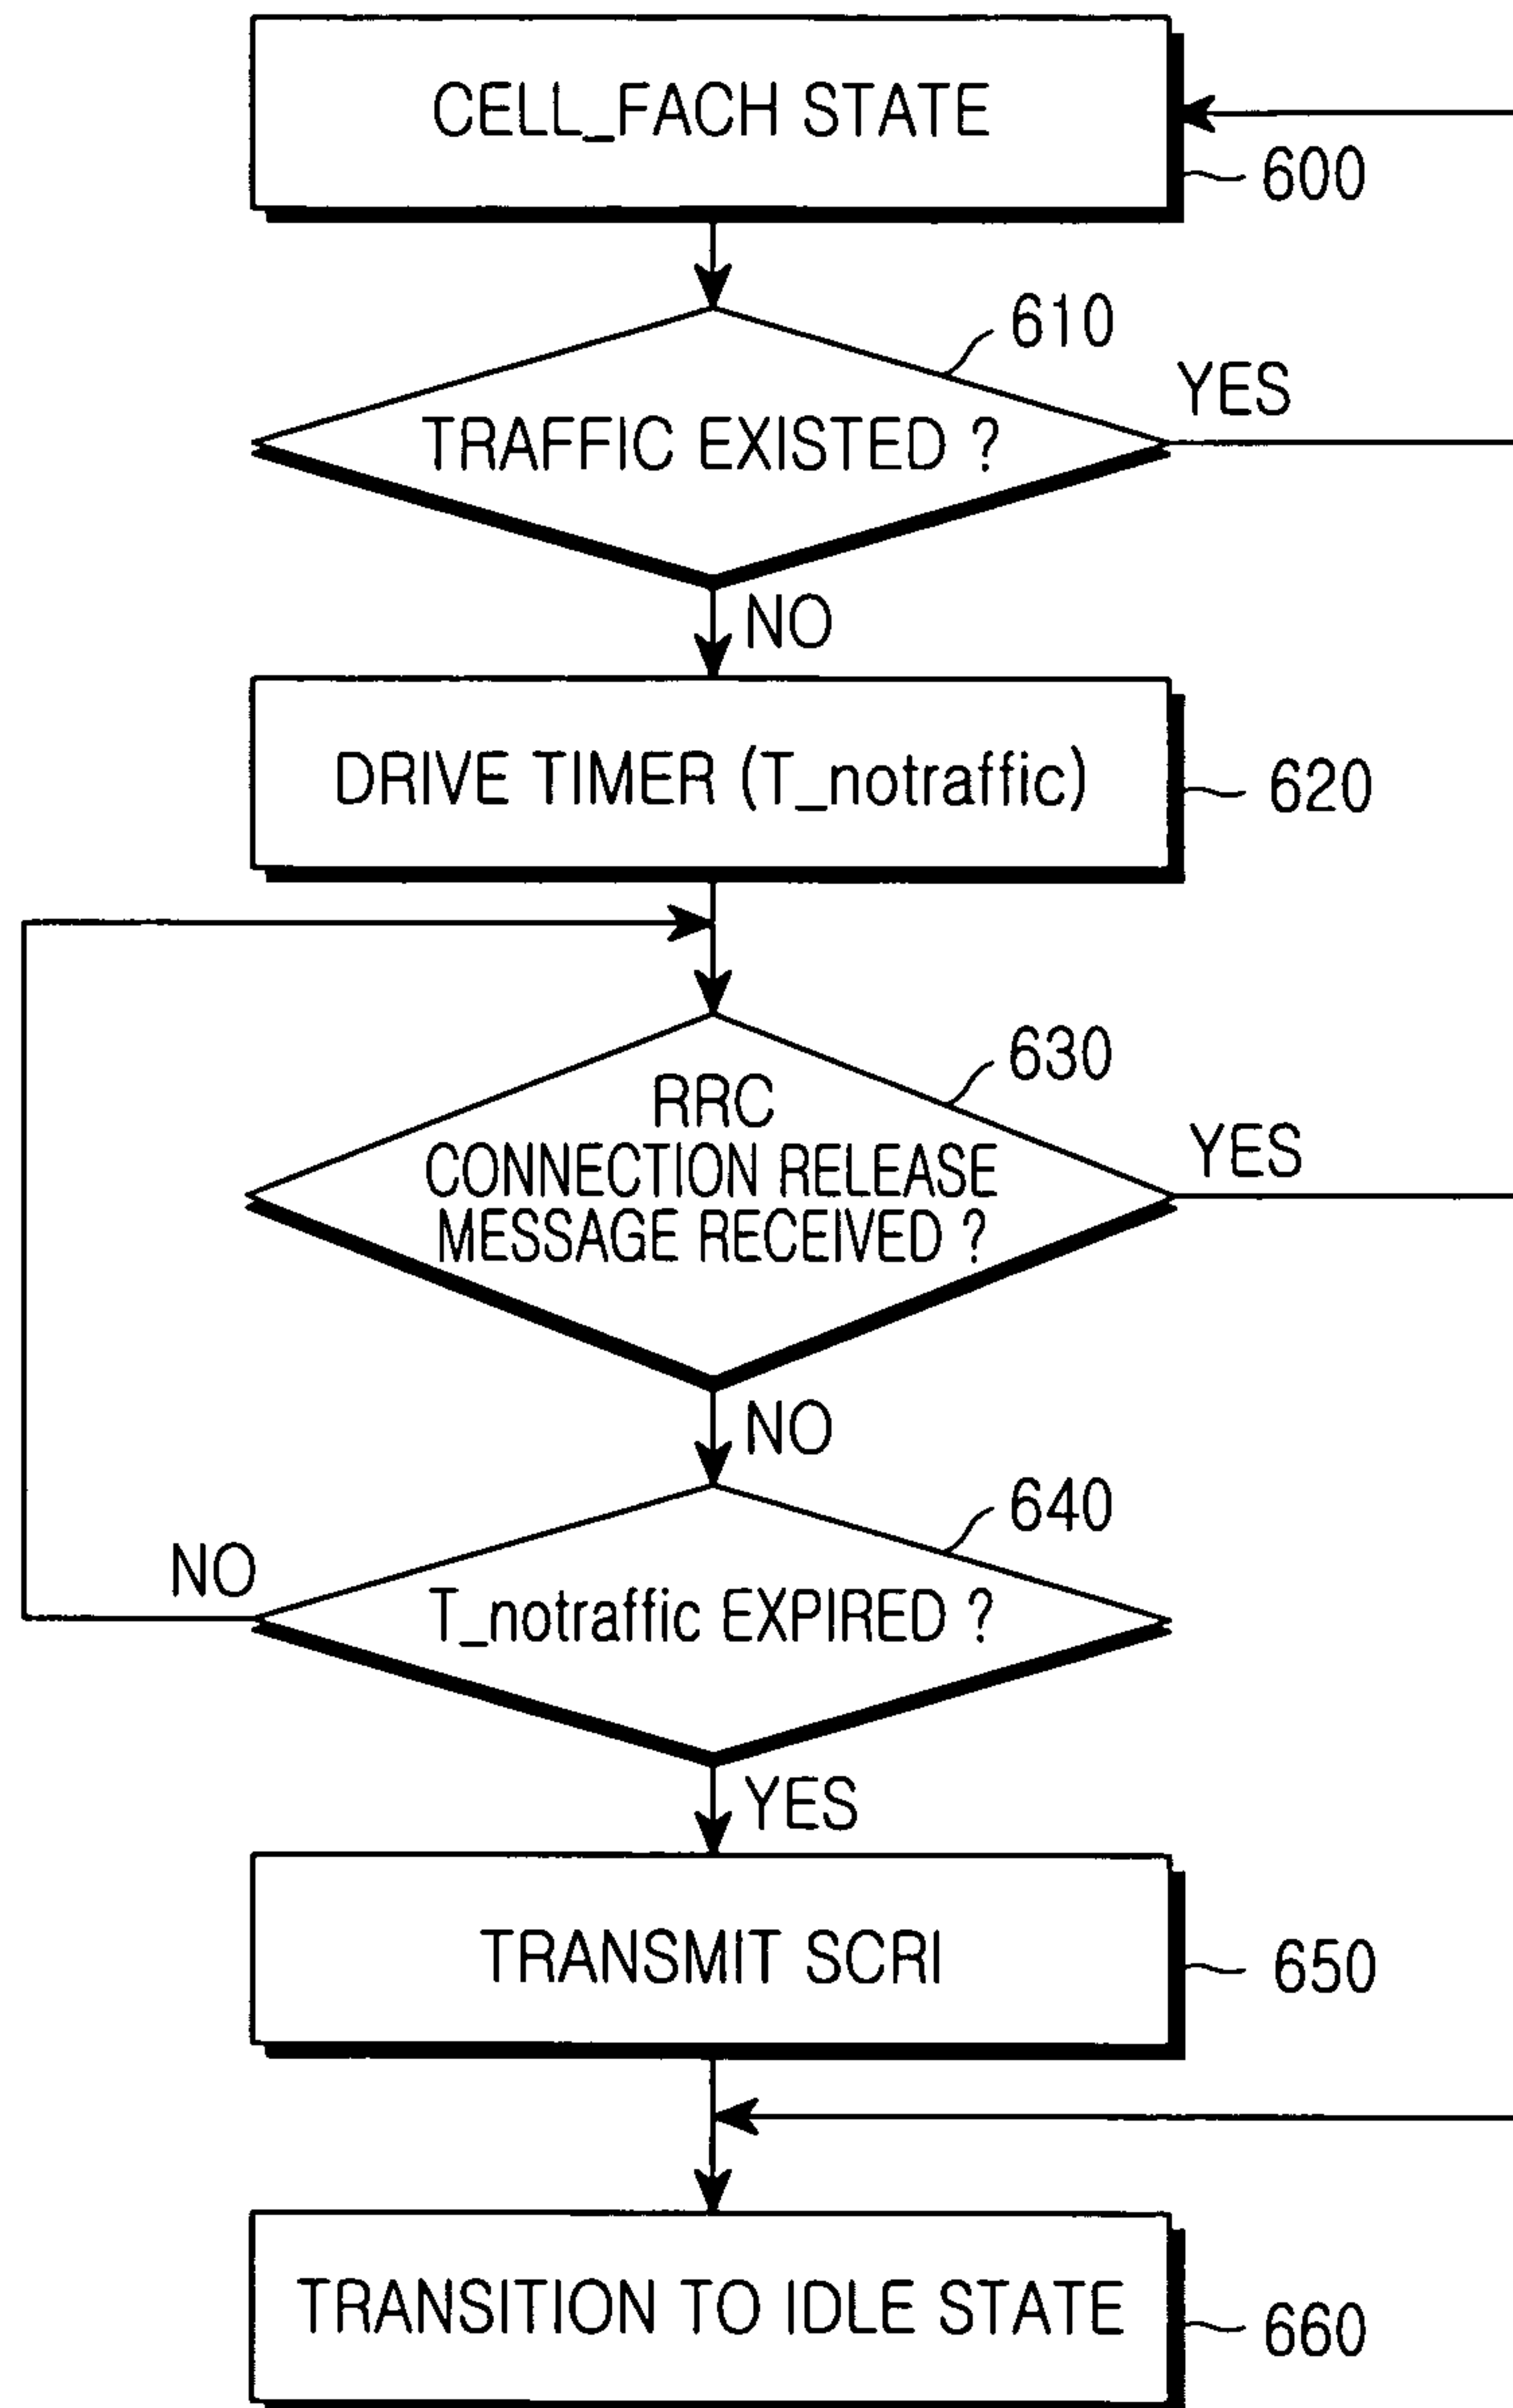 CELL_FACH STATE
600
610
YES
TRAFFIC EXISTED ?
NO
DRIVE TIMER (T_notraffic)
620
630
RRC
YES
CONNECTION RELEASE
MESSAGE RECEIVED ?
NO
640
NO
T_notraffic EXPIRED ?
YES
TRANSMIT SCRI
650
TRANSITION TO IDLE STATE
660